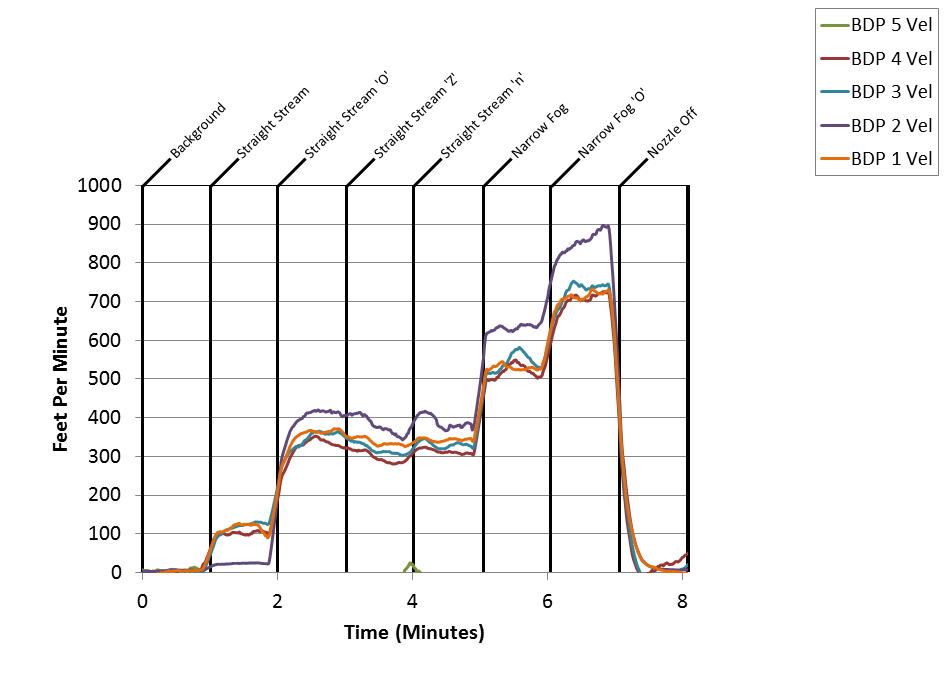 BDP 5 Vel
BDP 4 Vel
BDP 3 Vel
BDP 2 Vel
BDP 1 Vel
Background
Straight Stream
Straight Stream 'O'
Straight Stream 'Z'
Straight Stream 'n'
Narrow Fog
Narrow Fog 'O'
Nozzle Off
1000
900
800
700
600
500
400
300
200
100
0
Feet Per Minute
0 2 4 6 8
Time (Minutes)